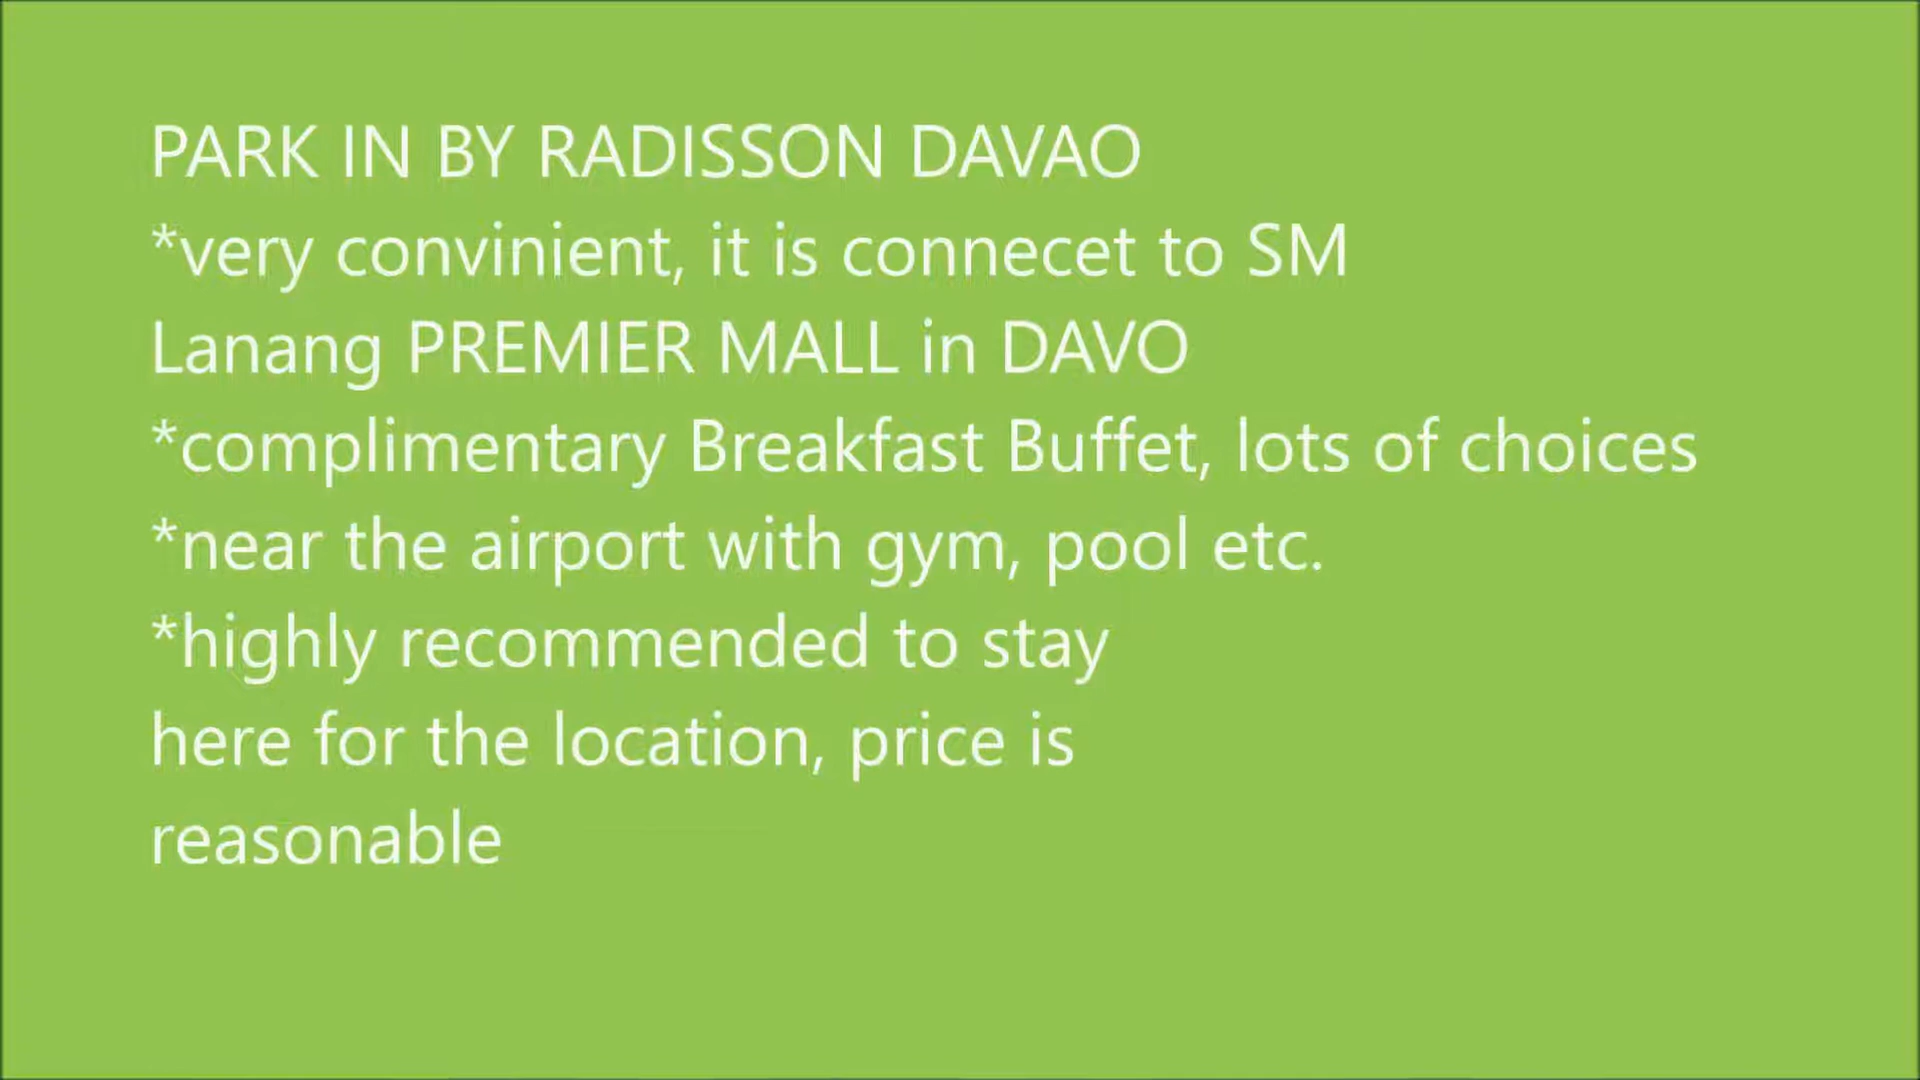 PARK IN BY RADISSON DAVAO
*very convinient, it is connecet to SM
Lanang PREMIER MALL in DAVO
*complimentary Breakfast Buffet, lots of choices
*near the airport with gym, pool etc.
*highly recommended to stay
here for the location, price is
reasonable